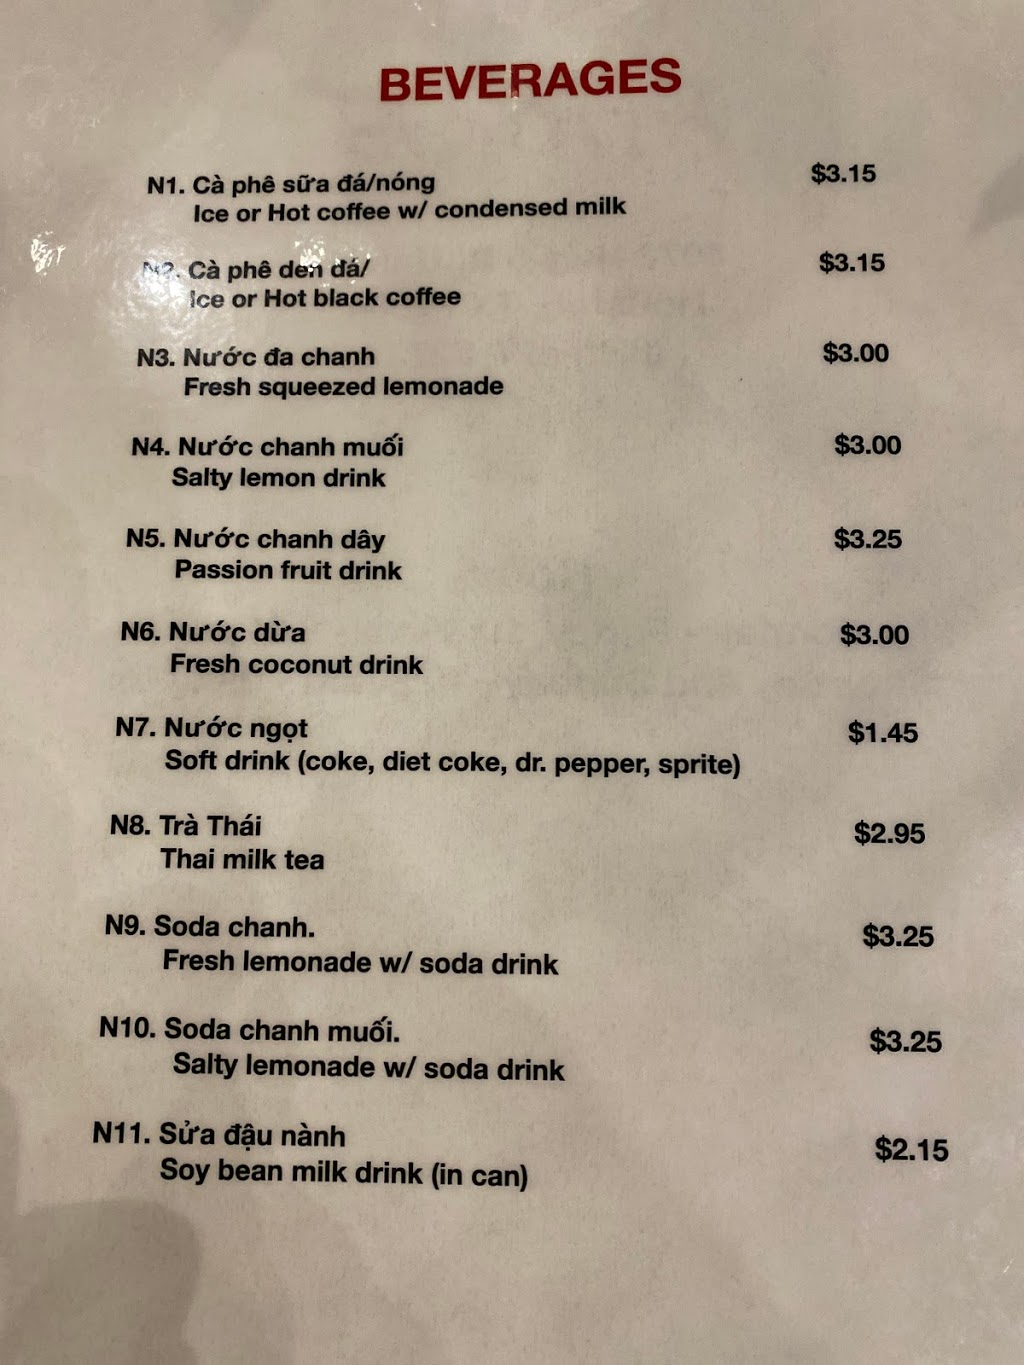 BEVERAGES
N1. Cà phê sữa đá/nóng $3.15
Ice or Hot coffee w/ condensed milk
N2. Cà phê den đá/ $3.15
Ice or Hot black coffee
N3. Nước đa chanh $3.00
Fresh squeezed lemonade
N4. Nước chanh muối $3.00
Salty lemon drink
N5. Nước chanh dây $3.25
Passion fruit drink
N6. Nước dừa $3.00
Fresh coconut drink
N7. Nước ngọt $1.45
Soft drink (coke, diet coke, dr. pepper, sprite)
N8. Trà Thái $2.95
Thai milk tea
N9. Soda chanh. $3.25
Fresh lemonade w/ soda drink
N10. Soda chanh muối. $3.25
Salty lemonade w/ soda drink
N11. Sửa đậu nành $2.15
Soy bean milk drink (in can)